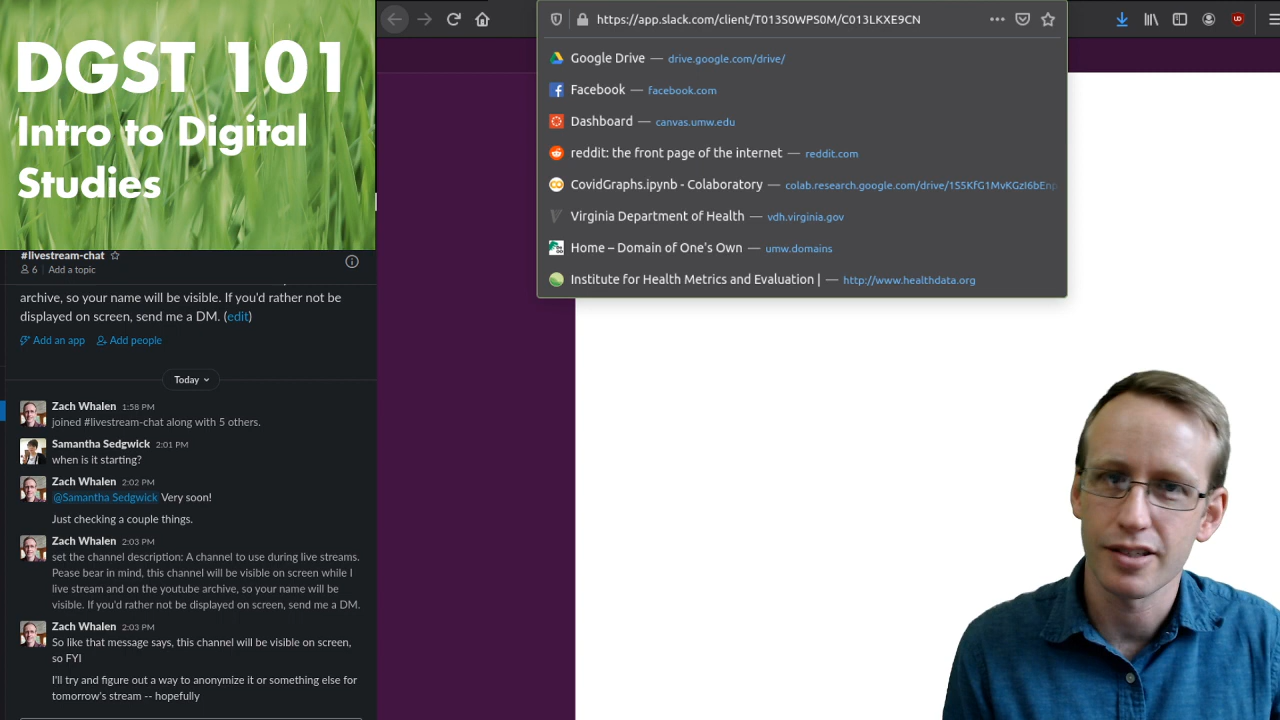 DGST 101
Intro to Digital
Studies
#livestream-chat
6 | Add a topic
archive, so your name will be visible. If you'd rather not be
displayed on screen, send me a DM. (edit)
Add an app Add people
Today
Zach Whalen 1:58 PM
joined #livestream-chat along with 5 others.
Samantha Sedgwick 2:01 PM
when is it starting?
Zach Whalen 2:02 PM
@Samantha Sedgwick Very soon!
Just checking a couple things.
Zach Whalen 2:03 PM
set the channel description: A channel to use during live streams.
Pease bear in mind, this channel will be visible on screen while I
live stream and on the youtube archive, so your name will be
visible. If you'd rather not be displayed on screen, send me a DM.
Zach Whalen 2:03 PM
So like that message says, this channel will be visible on screen,
so FYI
I'll try and figure out a way to anonymize it or something else for
tomorrow's stream -- hopefully
https://app.slack.com/client/T013S0WPS0M/C013LKXE9CN
Google Drive — drive.google.com/drive/
Facebook — facebook.com
Dashboard — canvas.umw.edu
reddit: the front page of the internet — reddit.com
CovidGraphs.ipynb - Colaboratory — colab.research.google.com/drive/1S5KfG1MvKGzI6bEnp
Virginia Department of Health — vdh.virginia.gov
Home – Domain of One's Own — umw.domains
Institute for Health Metrics and Evaluation | — http://www.healthdata.org